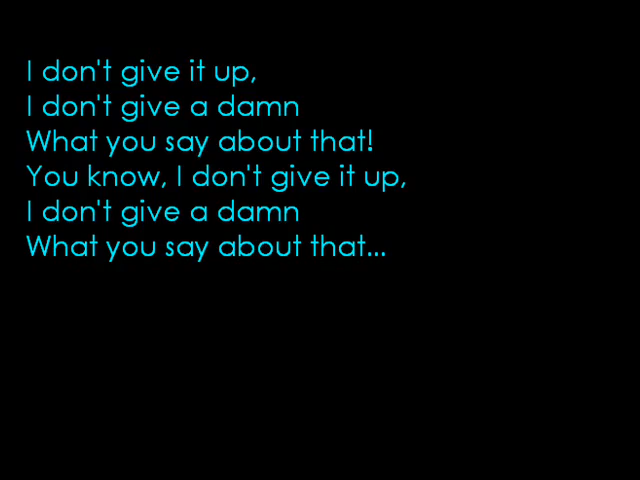 I don't give it up,
I don't give a damn
What you say about that!
You know, I don't give it up,
I don't give a damn
What you say about that...